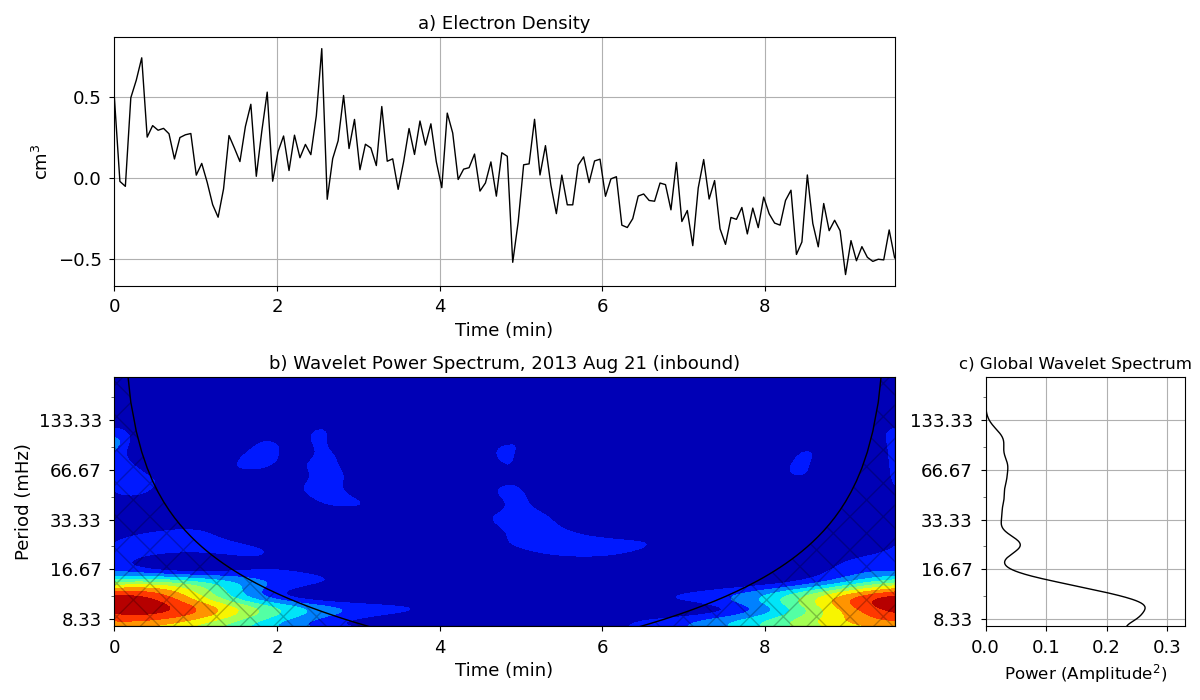 a) Electron Density
0.5
0.0
−0.5
cm³
0 2 4 6 8
Time (min)
b) Wavelet Power Spectrum, 2013 Aug 21 (inbound)
133.33
66.67
33.33
16.67
8.33
Period (mHz)
0 2 4 6 8
Time (min)
c) Global Wavelet Spectrum
133.33
66.67
33.33
16.67
8.33
0.0 0.1 0.2 0.3
Power (Amplitude²)